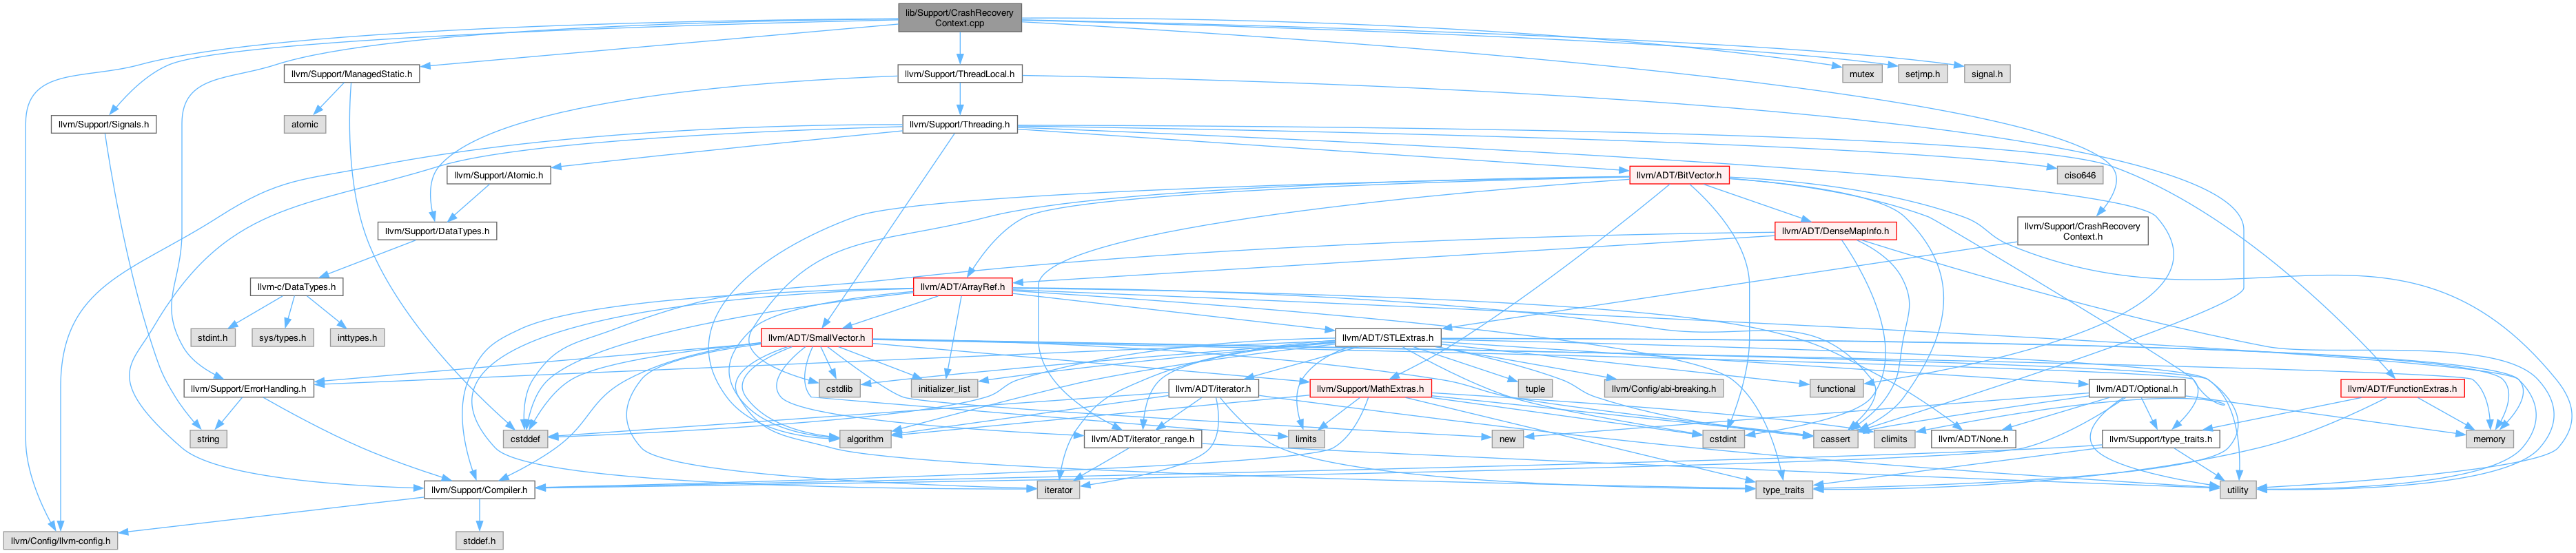 lib/Support/CrashRecovery
Context.cpp
llvm/Support/ManagedStatic.h
llvm/Support/ThreadLocal.h
mutex
setjmp.h
signal.h
atomic
llvm/Support/Signals.h
llvm/Support/Threading.h
llvm/Support/Atomic.h
llvm/ADT/BitVector.h
ciso646
llvm/Support/DataTypes.h
llvm/ADT/DenseMapInfo.h
llvm/Support/CrashRecovery
Context.h
llvm-c/DataTypes.h
llvm/ADT/ArrayRef.h
stdint.h
sys/types.h
inttypes.h
llvm/ADT/SmallVector.h
llvm/ADT/STLExtras.h
llvm/Support/ErrorHandling.h
cstdlib
initializer_list
llvm/ADT/iterator.h
llvm/Support/MathExtras.h
tuple
llvm/Config/abi-breaking.h
functional
llvm/ADT/Optional.h
llvm/ADT/FunctionExtras.h
string
cstddef
algorithm
llvm/ADT/iterator_range.h
limits
new
cstdint
cassert
climits
llvm/ADT/None.h
llvm/Support/type_traits.h
memory
llvm/Support/Compiler.h
iterator
type_traits
utility
llvm/Config/llvm-config.h
stddef.h